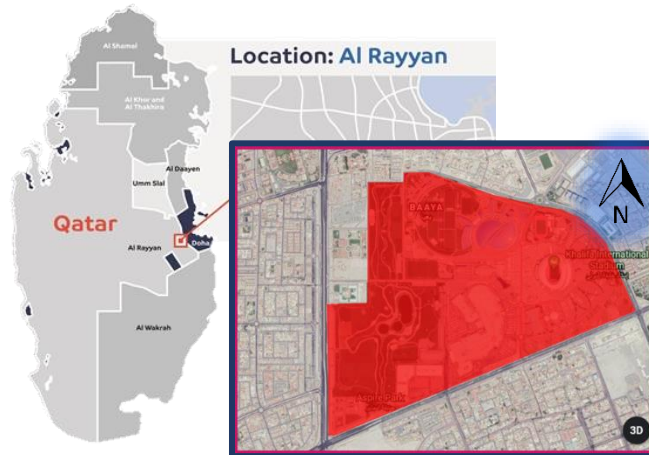 Location: Al Rayyan
Al Shamal
Al Khor and
Al Thakhira
Al Daayen
Umm Slal
Qatar
Al Rayyan
Doha
Al Wakrah
BAAYA
Khalifa International
Stadium
Aspire Park
N
3D